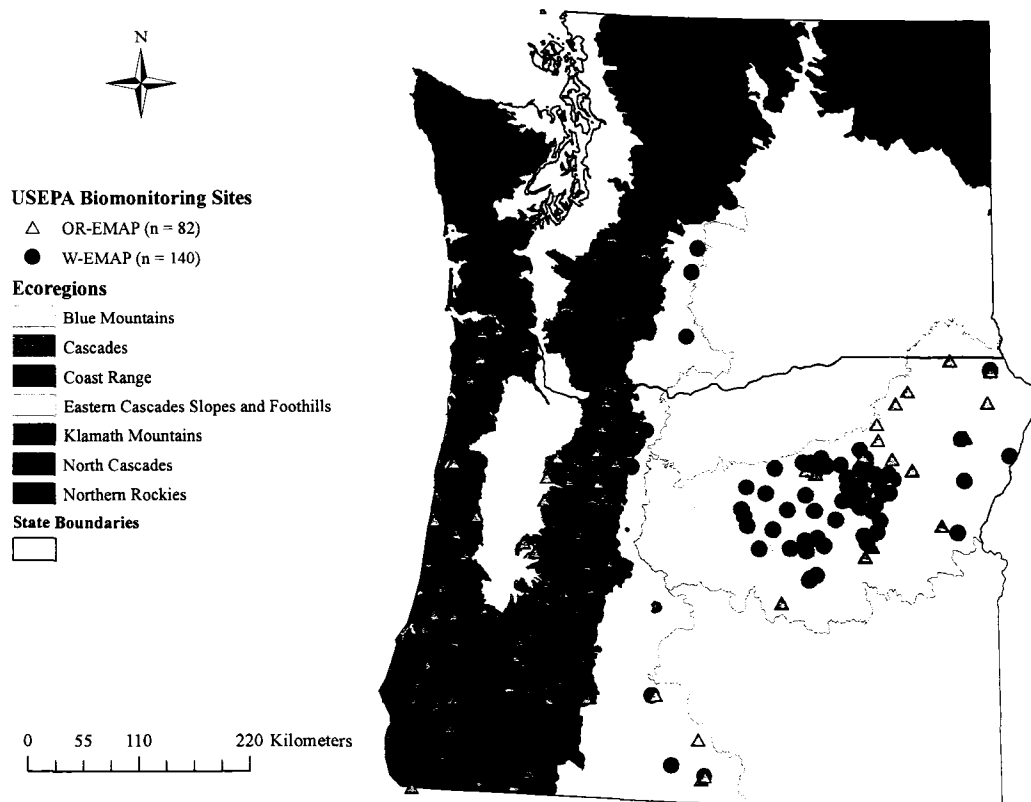 N
USEPA Biomonitoring Sites
OR-EMAP (n = 82)
W-EMAP (n = 140)
Ecoregions
Blue Mountains
Cascades
Coast Range
Eastern Cascades Slopes and Foothills
Klamath Mountains
North Cascades
Northern Rockies
State Boundaries
0 55 110 220 Kilometers